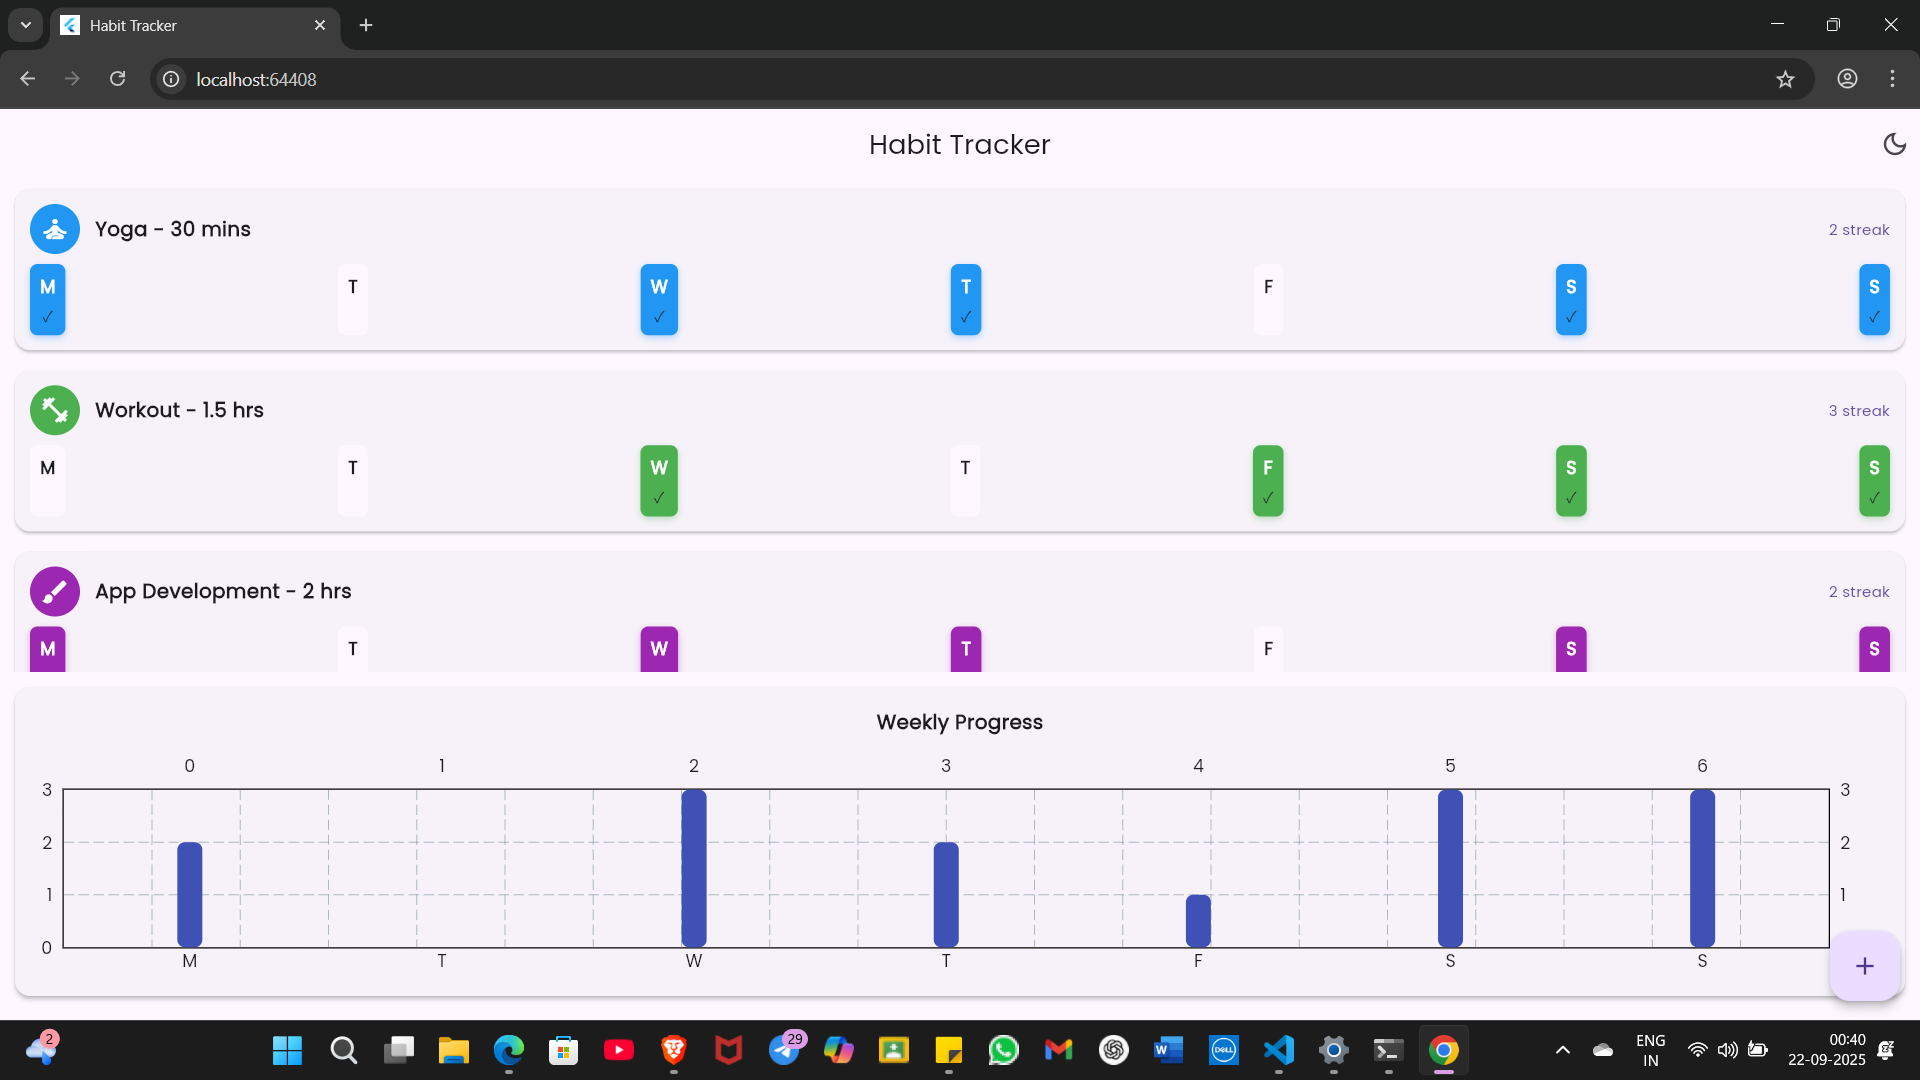 Habit Tracker
localhost:64408
Habit Tracker
Yoga - 30 mins
2 streak
M T W T F S S
✓ ✓ ✓ ✓ ✓
Workout - 1.5 hrs
3 streak
M T W T F S S
✓ ✓ ✓ ✓
App Development - 2 hrs
2 streak
M T W T F S S
Weekly Progress
0 1 2 3 4 5 6
3 3
2 2
1 1
0
M T W T F S S
+
2
29
W
DELL
ENG
IN
00:40
22-09-2025